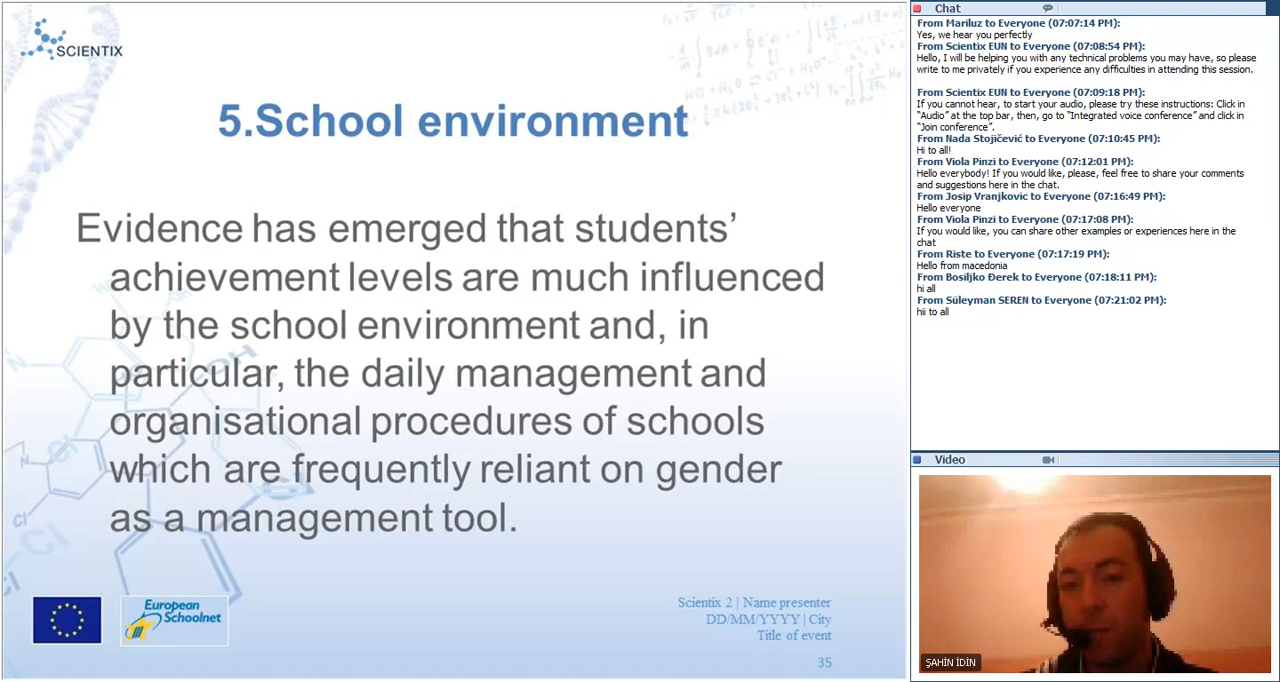 SCIENTIX
5.School environment
Evidence has emerged that students’
achievement levels are much influenced
by the school environment and, in
particular, the daily management and
organisational procedures of schools
which are frequently reliant on gender
as a management tool.
European
Schoolnet
Scientix 2 | Name presenter
DD/MM/YYYY | City
Title of event
35
Chat
From Mariluz to Everyone (07:07:14 PM):
Yes, we hear you perfectly
From Scientix EUN to Everyone (07:08:54 PM):
Hello, I will be helping you with any technical problems you may have, so please
write to me privately if you experience any difficulties in attending this session.
From Scientix EUN to Everyone (07:09:18 PM):
If you cannot hear, to start your audio, please try these instructions: Click in
“Audio” at the top bar, then, go to “Integrated voice conference” and click in
“Join conference”.
From Nada Stojičević to Everyone (07:10:45 PM):
Hi to all!
From Viola Pinzi to Everyone (07:12:01 PM):
Hello everybody! If you would like, please, feel free to share your comments
and suggestions here in the chat.
From Josip Vranjkovic to Everyone (07:16:49 PM):
Hello everyone
From Viola Pinzi to Everyone (07:17:08 PM):
If you would like, you can share other examples or experiences here in the
chat
From Riste to Everyone (07:17:19 PM):
Hello from macedonia
From Bosiljko Đerek to Everyone (07:18:11 PM):
hi all
From Süleyman SEREN to Everyone (07:21:02 PM):
hii to all
Video
ŞAHİN İDİN